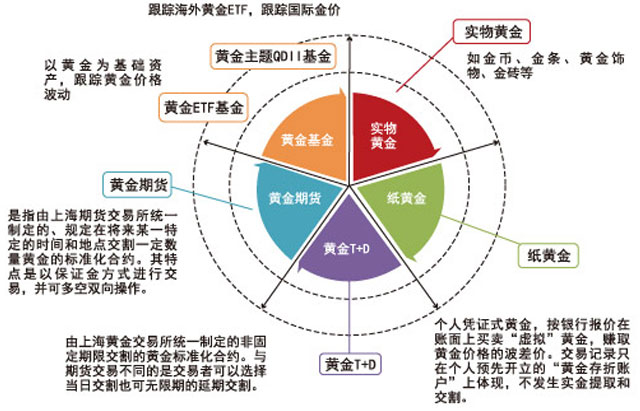 跟踪海外黄金ETF，跟踪国际金价
黄金主题QDII基金
实物黄金
如金币、金条、黄金饰
物、金砖等
以黄金为基础资
产，跟踪黄金价格
波动
黄金ETF基金
黄金基金
实物
黄金
黄金期货
黄金期货
纸黄金
黄金T+D
纸黄金
是指由上海期货交易所统一
制定的、规定在将来某一特
定的时间和地点交割一定数
量黄金的标准化合约。其特
点是以保证金方式进行交
易，并可多空双向操作。
由上海黄金交易所统一制定的非固
定期限交割的黄金标准化合约。与
期货交易不同的是交易者可以选择
当日交割也可无限期的延期交割。
黄金T+D
个人凭证式黄金，按银行报价在
账面上买卖“虚拟”黄金，赚取
黄金价格的波差价。交易记录只
在个人预先开立的“黄金存折账
户”上体现，不发生实金提取和
交割。